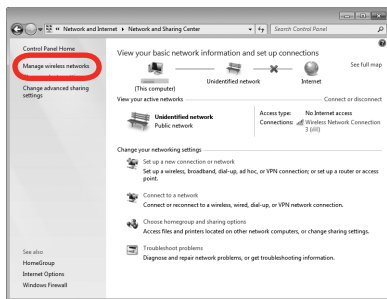 Network and Internet ▸ Network and Sharing Center
Search Control Panel
Control Panel Home
Manage wireless networks
Change advanced sharing
settings
See also
HomeGroup
Internet Options
Windows Firewall
View your basic network information and set up connections
See full map
(This computer)
Unidentified network
Internet
View your active networks
Connect or disconnect
Unidentified network
Public network
Access type: No Internet access
Connections: Wireless Network Connection
3
Change your networking settings
Set up a new connection or network
Set up a wireless, broadband, dial-up, ad hoc, or VPN connection; or set up a router or access
point.
Connect to a network
Connect or reconnect to a wireless, wired, dial-up, or VPN network connection.
Choose homegroup and sharing options
Access files and printers located on other network computers, or change sharing settings.
Troubleshoot problems
Diagnose and repair network problems, or get troubleshooting information.